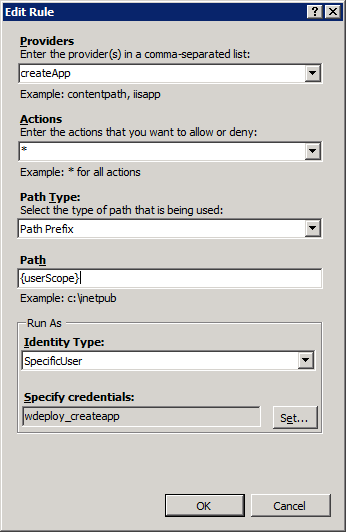 Edit Rule
Providers
Enter the provider(s) in a comma-separated list:
createApp
Example: contentpath, iisapp
Actions
Enter the actions that you want to allow or deny:
*
Example: * for all actions
Path Type:
Select the type of path that is being used:
Path Prefix
Path
{userScope}
Example: c:\inetpub
Run As
Identity Type:
SpecificUser
Specify credentials:
wdeploy_createapp
Set...
OK
Cancel